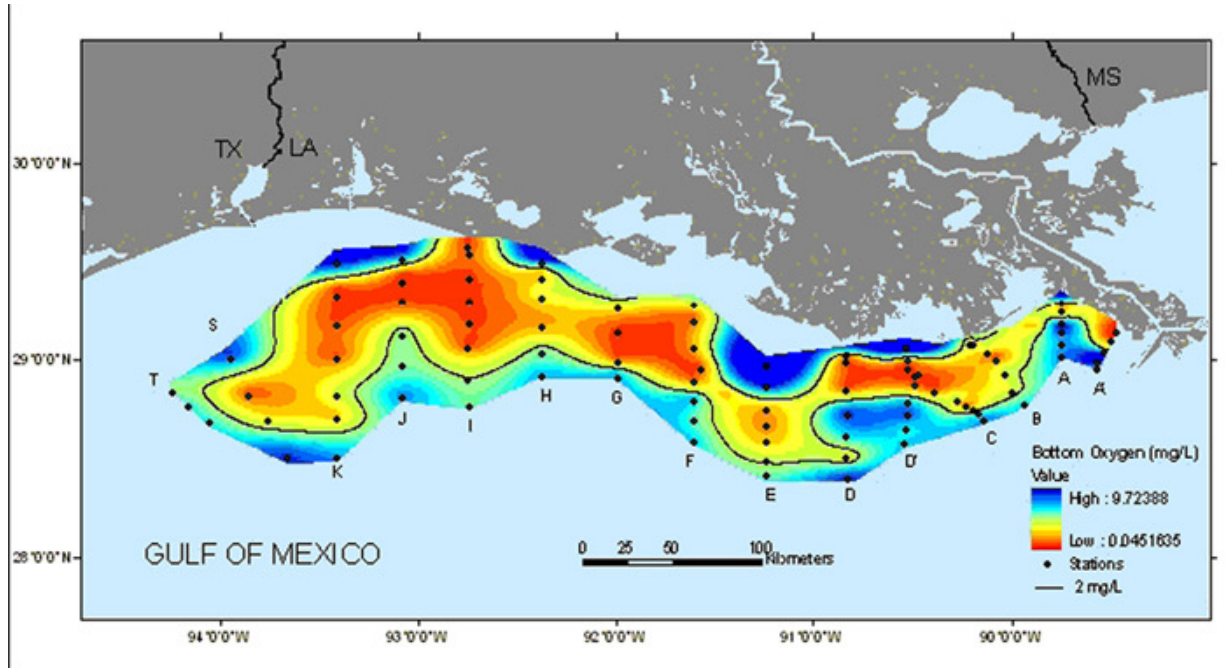 MS
TX LA
30°0'0"N
29°0'0"N
28°0'0"N
S
T
K
J
I
H
G
F
E
D
D'
C
B
A
A'
GULF OF MEXICO
0 25 50 100
Kilometers
Bottom Oxygen (mg/L)
Value
High : 9.72388
Low : 0.0451635
Stations
2 mg/L
94°0'0"W 93°0'0"W 92°0'0"W 91°0'0"W 90°0'0"W